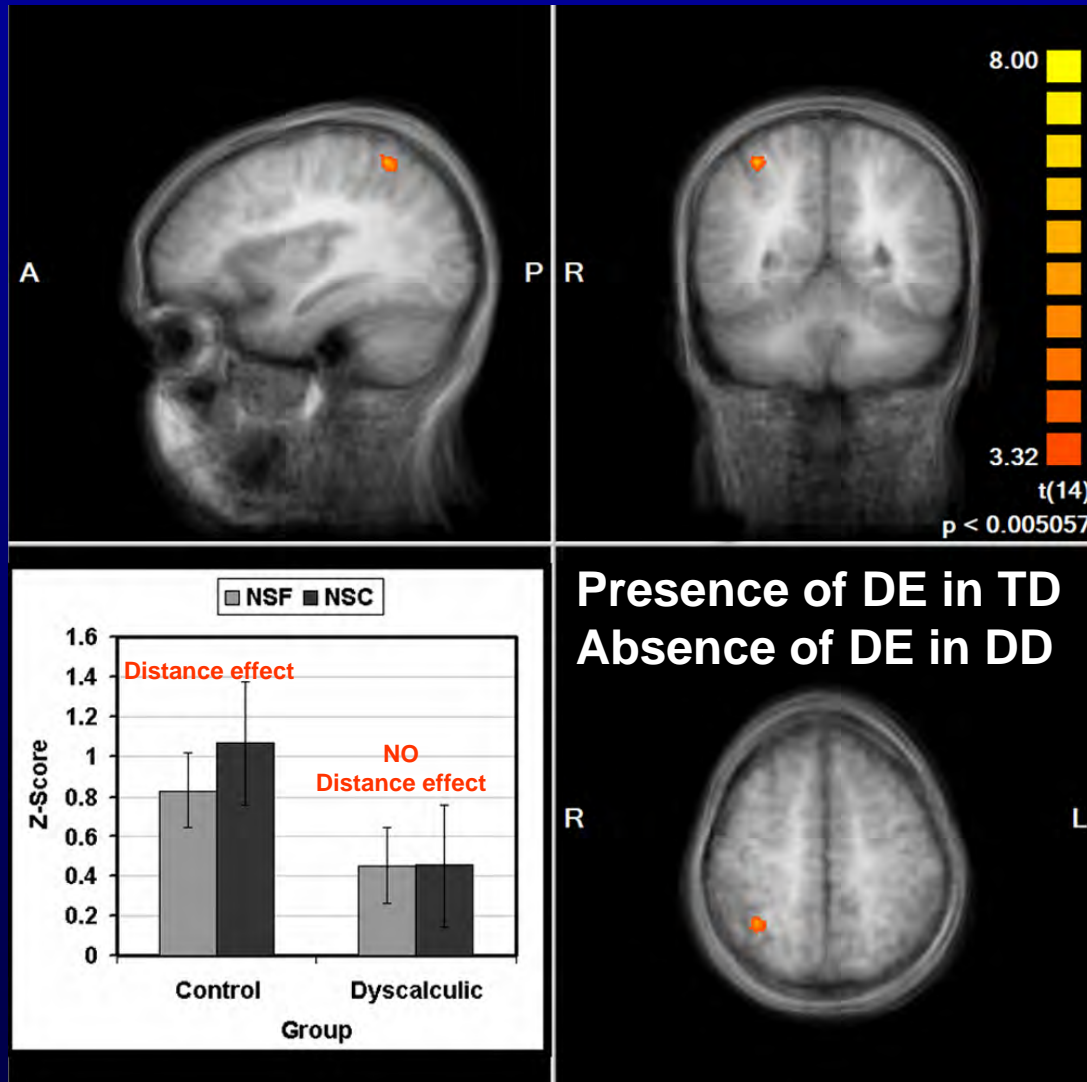 A
P
R
8.00
3.32
t(14)
p < 0.005057
NSF NSC
1.6
1.4
1.2
1
0.8
0.6
0.4
0.2
0
Z-Score
Distance effect
NO
Distance effect
Control Dyscalculic
Group
Presence of DE in TD
Absence of DE in DD
R
L